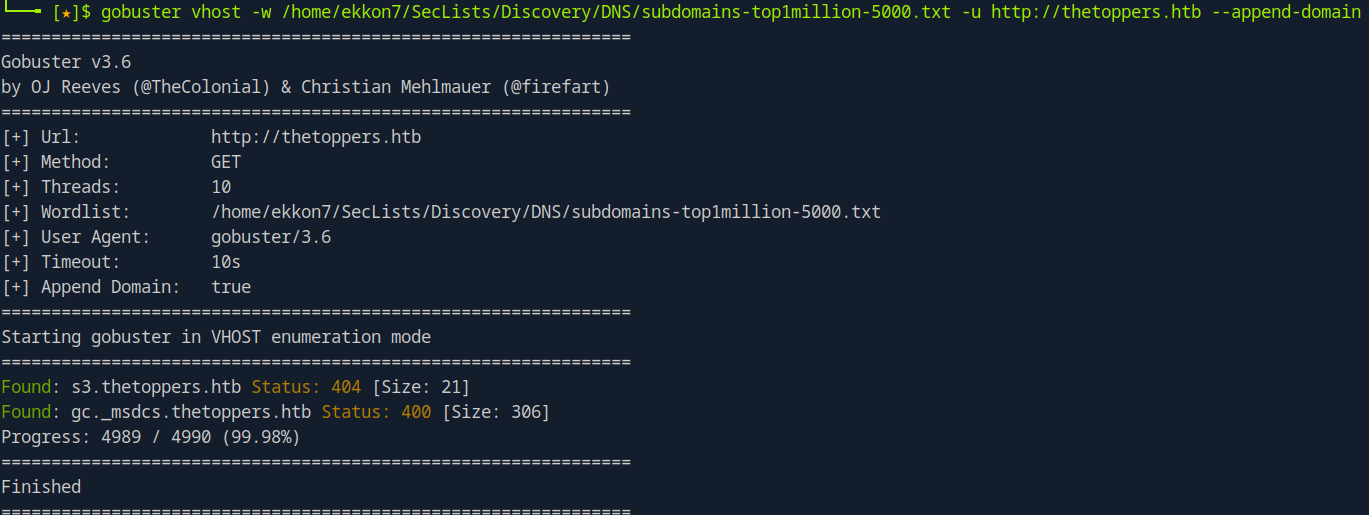 [★]$ gobuster vhost -w /home/ekkon7/SecLists/Discovery/DNS/subdomains-top1million-5000.txt -u http://thetoppers.htb --append-domain
===============================================================
Gobuster v3.6
by OJ Reeves (@TheColonial) & Christian Mehlmauer (@firefart)
===============================================================
[+] Url:             http://thetoppers.htb
[+] Method:          GET
[+] Threads:         10
[+] Wordlist:        /home/ekkon7/SecLists/Discovery/DNS/subdomains-top1million-5000.txt
[+] User Agent:      gobuster/3.6
[+] Timeout:         10s
[+] Append Domain:   true
===============================================================
Starting gobuster in VHOST enumeration mode
===============================================================
Found: s3.thetoppers.htb Status: 404 [Size: 21]
Found: gc._msdcs.thetoppers.htb Status: 400 [Size: 306]
Progress: 4989 / 4990 (99.98%)
===============================================================
Finished
===============================================================